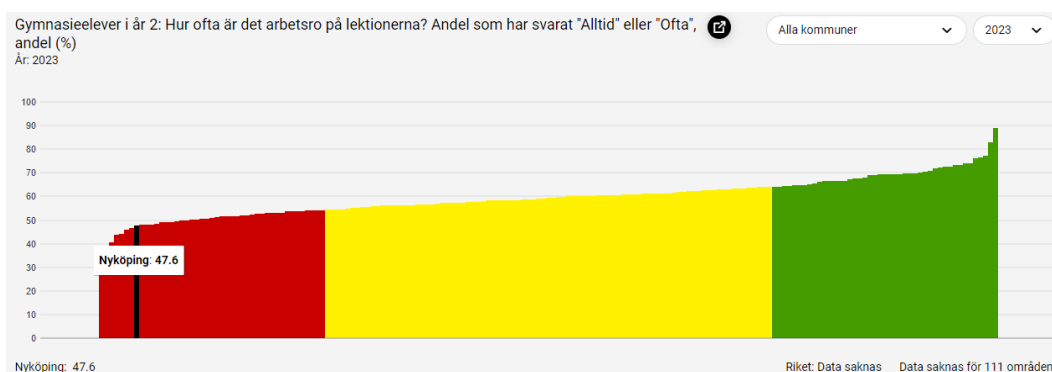 Gymnasieelever i år 2: Hur ofta är det arbetsro på lektionerna? Andel som har svarat "Alltid" eller "Ofta",
andel (%)
År: 2023
Alla kommuner
2023
100
90
80
70
60
50
40
30
20
10
0
Nyköping: 47.6
Nyköping: 47.6
Riket: Data saknas
Data saknas för 111 områden